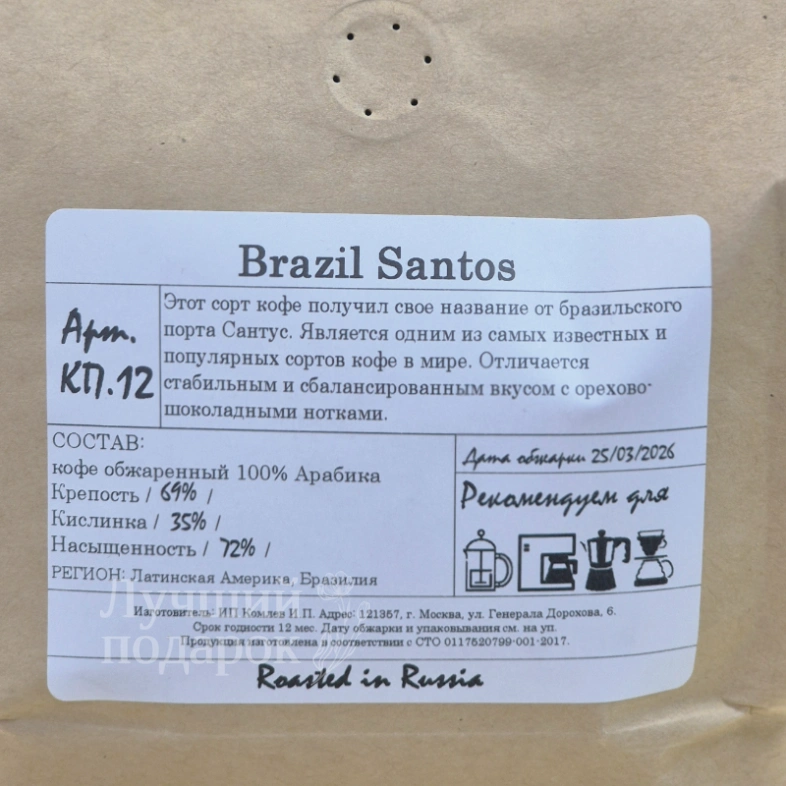 Brazil Santos
Арт.
КП.12
Этот сорт кофе получил свое название от бразильского
порта Сантус. Является одним из самых известных и
популярных сортов кофе в мире. Отличается
стабильным и сбалансированным вкусом с орехово-
шоколадными нотками.
СОСТАВ:
кофе обжаренный 100% Арабика
Крепость / 69% /
Кислинка / 35% /
Насыщенность / 72% /
РЕГИОН: Латинская Америка, Бразилия
Дата обжарки 25/03/2026
Рекомендуем для
Изготовитель: ИП Комлев И.П. Адрес: 121357, г. Москва, ул. Генерала Дорохова, 6.
Срок годности 12 мес. Дату обжарки и упаковывания см. на уп.
Продукция изготовлена в соответствии с СТО 0117520799-001-2017.
Roasted in Russia
Лучший
подарок